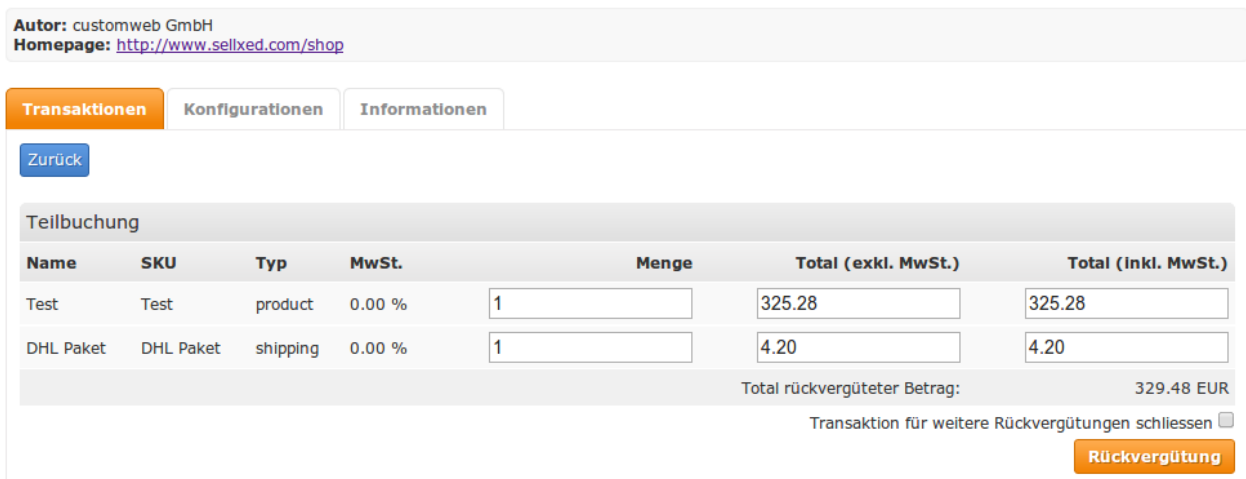 Autor: customweb GmbH
Homepage: http://www.sellxed.com/shop
Transaktionen Konfigurationen Informationen
Zurück
Teilbuchung
Name SKU Typ MwSt. Menge Total (exkl. MwSt.) Total (inkl. MwSt.)
Test Test product 0.00 % 1 325.28 325.28
DHL Paket DHL Paket shipping 0.00 % 1 4.20 4.20
Total rückvergüteter Betrag: 329.48 EUR
Transaktion für weitere Rückvergütungen schliessen
Rückvergütung